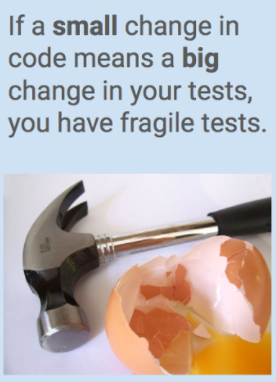 If a small change in
code means a big
change in your tests,
you have fragile tests.